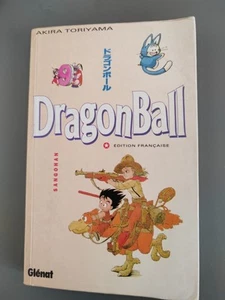 AKIRA TORIYAMA
ドラゴンボール
DragonBall
EDITION FRANÇAISE
SANGOHAN
Glénat